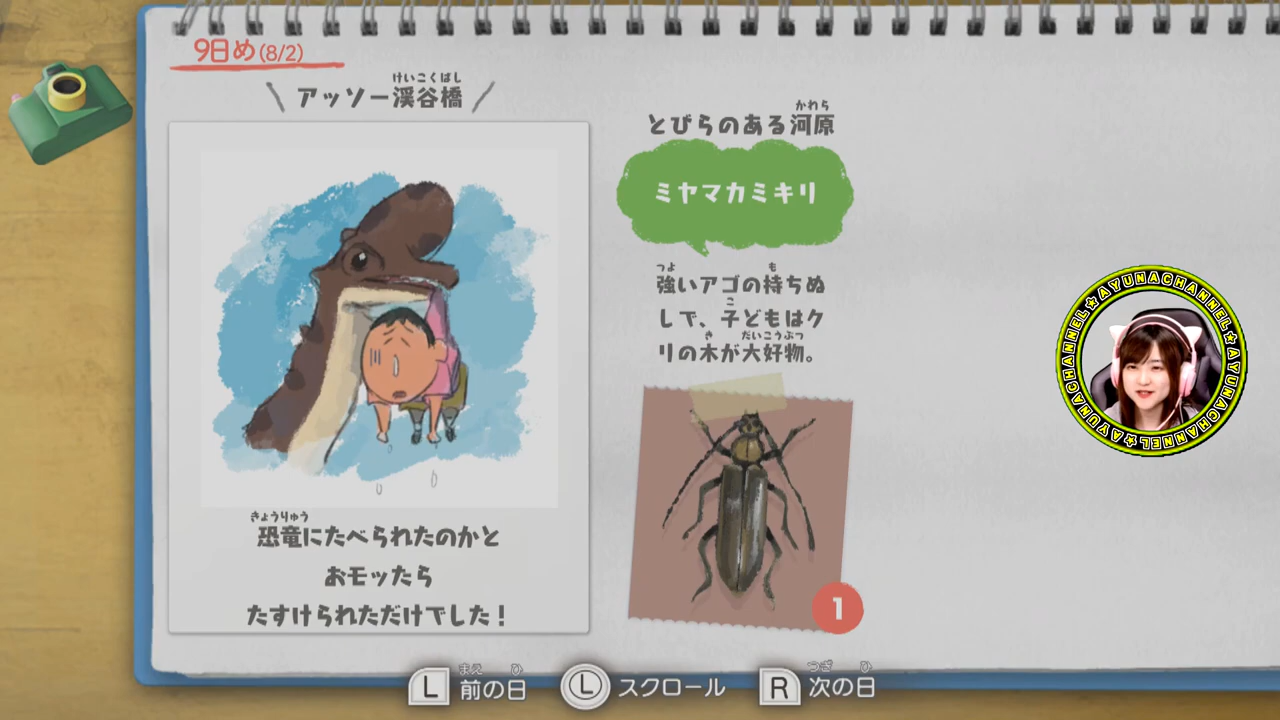 9日め(8/2)
けいこくばし
アッソー渓谷橋
きょうりゅう
恐竜にたべられたのかと
おモッたら
たすけられただけでした!
かわら
とびらのある河原
ミヤマカミキリ
つよ も
強いアゴの持ちぬ
こ
しで、子どもはク
き だいこうぶつ
リの木が大好物。
1
★AYUNACHANNEL★AYUNACHANNEL★AYUNACHANNEL
まえ ひ
L 前の日
L スクロール
つぎ ひ
R 次の日